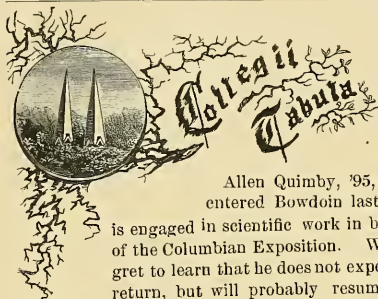 Collegii
Tabula.
Allen Quimby, '95,
entered Bowdoin last
is engaged in scientific work in b
of the Columbian Exposition. W
gret to learn that he does not expe
return, but will probably resum